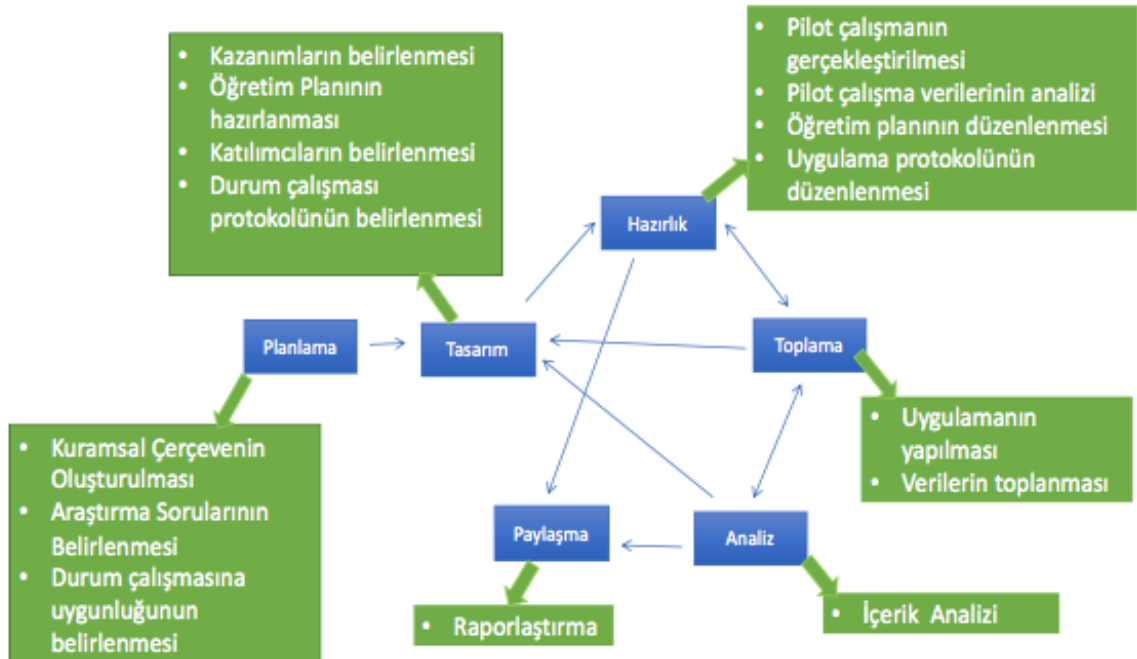 • Kazanımların belirlenmesi
• Öğretim Planının
hazırlanması
• Katılımcıların belirlenmesi
• Durum çalışması
protokolünün belirlenmesi
• Pilot çalışmanın
gerçekleştirilmesi
• Pilot çalışma verilerinin analizi
• Öğretim planının düzenlenmesi
• Uygulama protokolünün
düzenlenmesi
Hazırlık
Planlama
Tasarım
Toplama
• Kuramsal Çerçevenin
Oluşturulması
• Araştırma Sorularının
Belirlenmesi
• Durum çalışmasına
uygunluğunun
belirlenmesi
• Uygulamanın
yapılması
• Verilerin toplanması
Paylaşma
Analiz
• Raporlaştırma
• İçerik Analizi